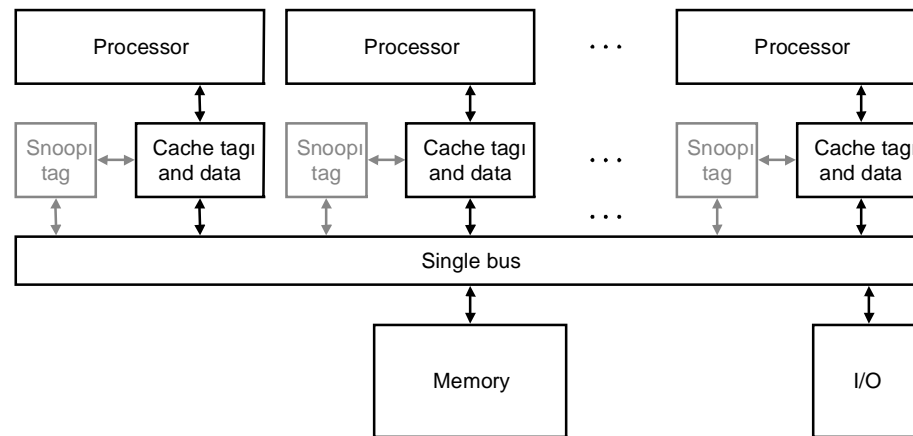 Processor
Processor
. . .
Processor
Snoopı
tag
Cache tagı
and data
Snoopı
tag
Cache tagı
and data
. . .
Snoopı
tag
Cache tagı
and data
. . .
Single bus
Memory
I/O